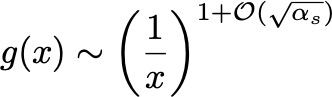 g(x) ∼ (1/x)^{1+𝒪(√α_s)}